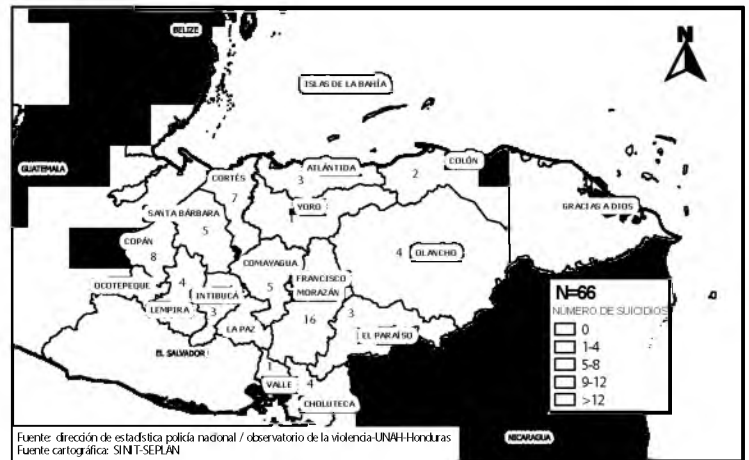 BELIZE
N
ISLAS DE LA BAHÍA
GUATEMALA
CORTÉS
7
ATLÁNTIDA
3
COLÓN
2
YORO
GRACIAS A DIOS
SANTA BÁRBARA
5
COPÁN
8
COMAYAGUA
5
4
OLANCHO
OCOTEPEQUE
4
LEMPIRA
INTIBUCÁ
3
FRANCISCO
MORAZÁN
16
LA PAZ
3
EL PARAÍSO
EL SALVADOR
1
VALLE
4
CHOLUTECA
NICARAGUA
N=66
NUMERO DE SUICIDIOS
0
1-4
5-8
9-12
>12
Fuente: dirección de estadística policía nacional / observatorio de la violencia-UNAH-Honduras
Fuente cartográfica: SINIT-SEPLAN